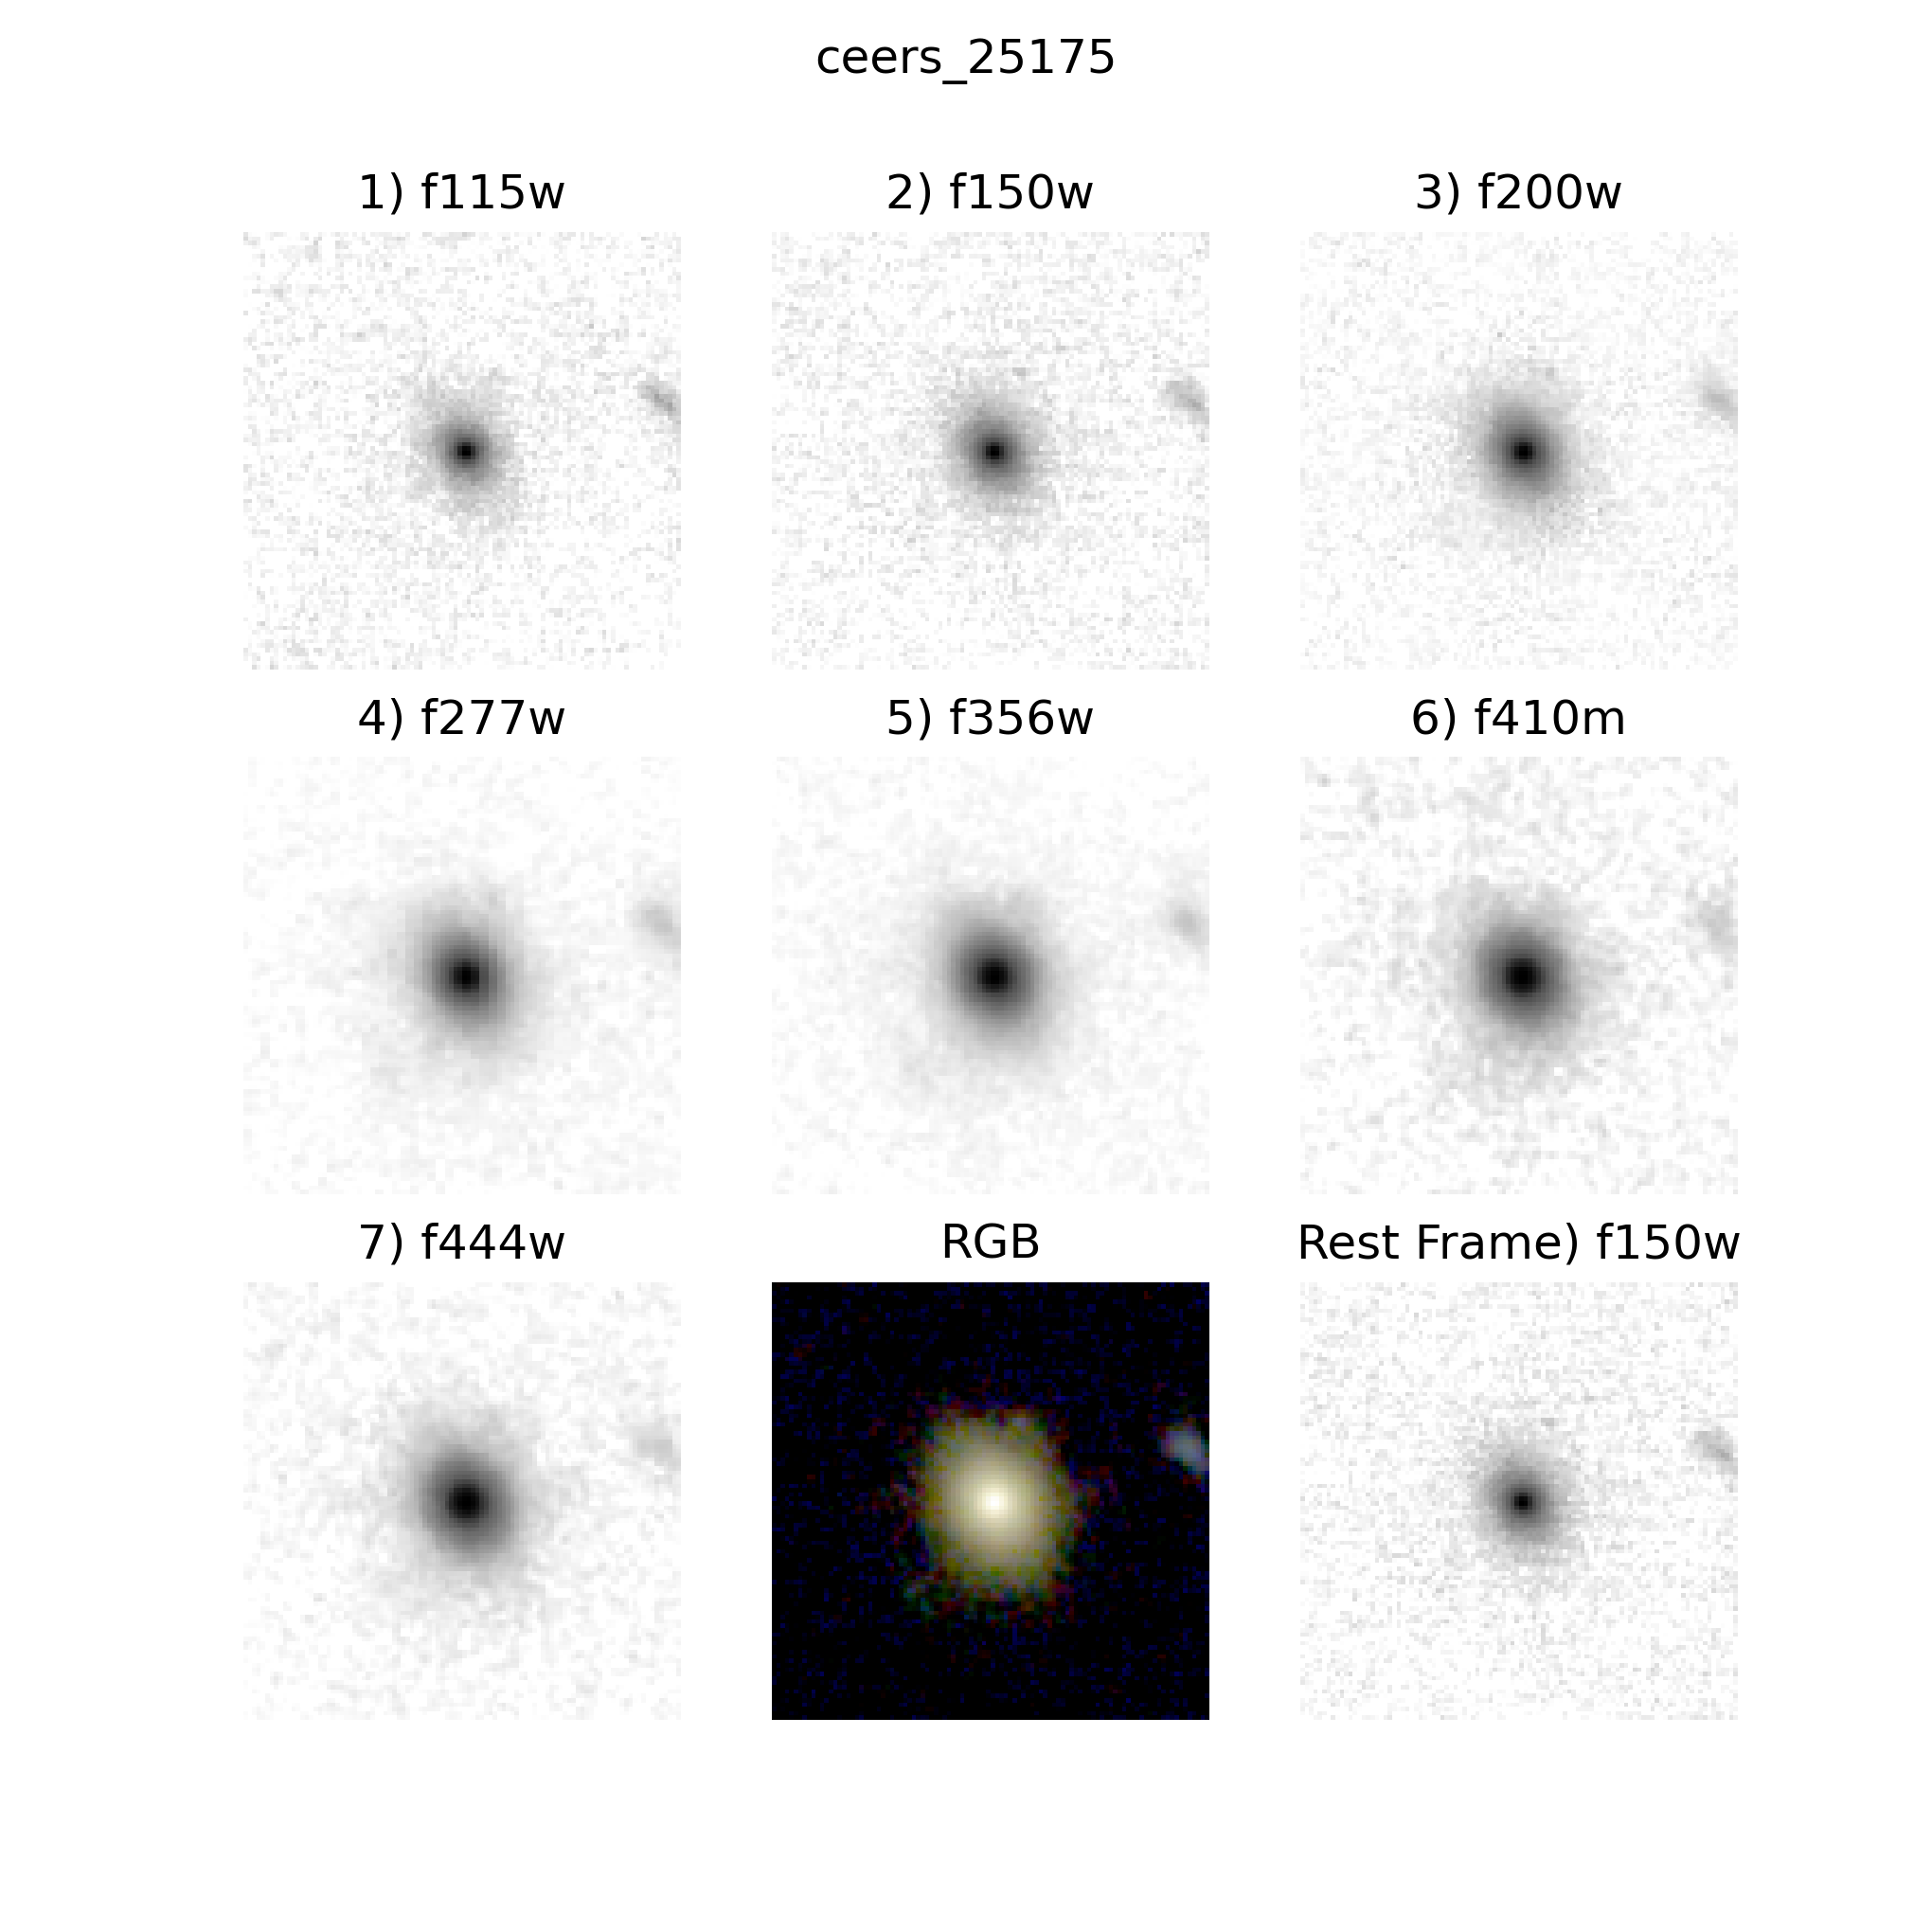 ceers_25175
1) f115w
2) f150w
3) f200w
4) f277w
5) f356w
6) f410m
7) f444w
RGB
Rest Frame) f150w